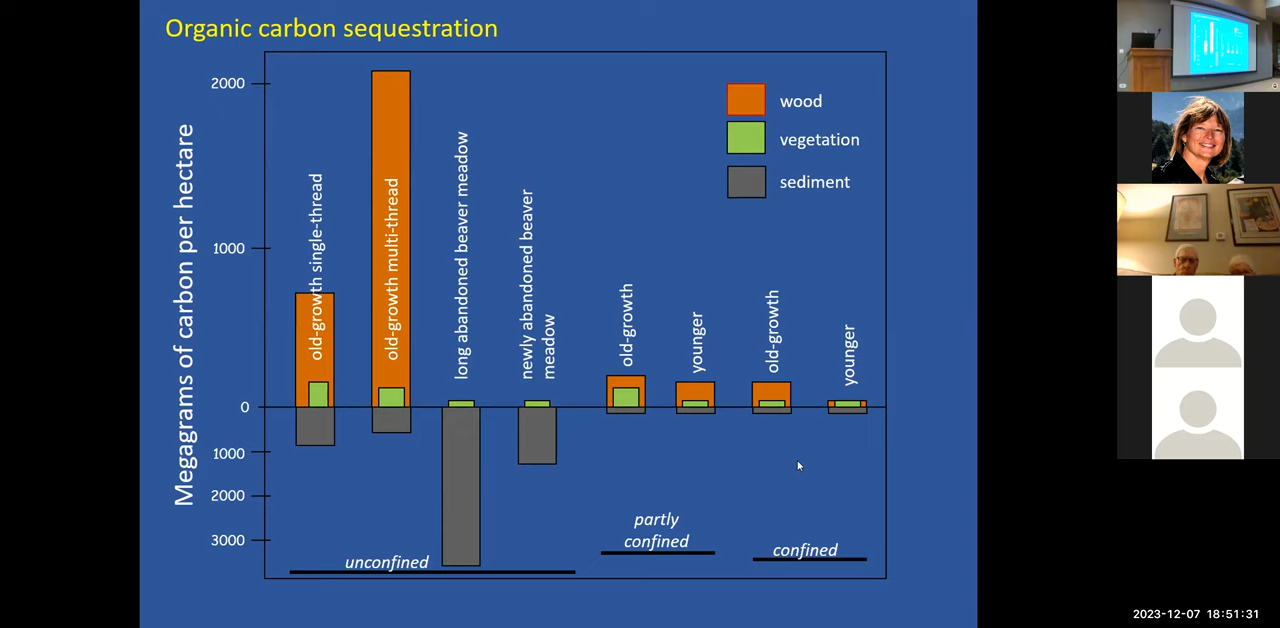 Organic carbon sequestration
Megagrams of carbon per hectare
2000
1000
0
1000
2000
3000
old-growth single-thread
old-growth multi-thread
long abandoned beaver meadow
newly abandoned beaver
meadow
old-growth
younger
old-growth
younger
wood
vegetation
sediment
unconfined
partly
confined
confined
2023-12-07 18:51:31